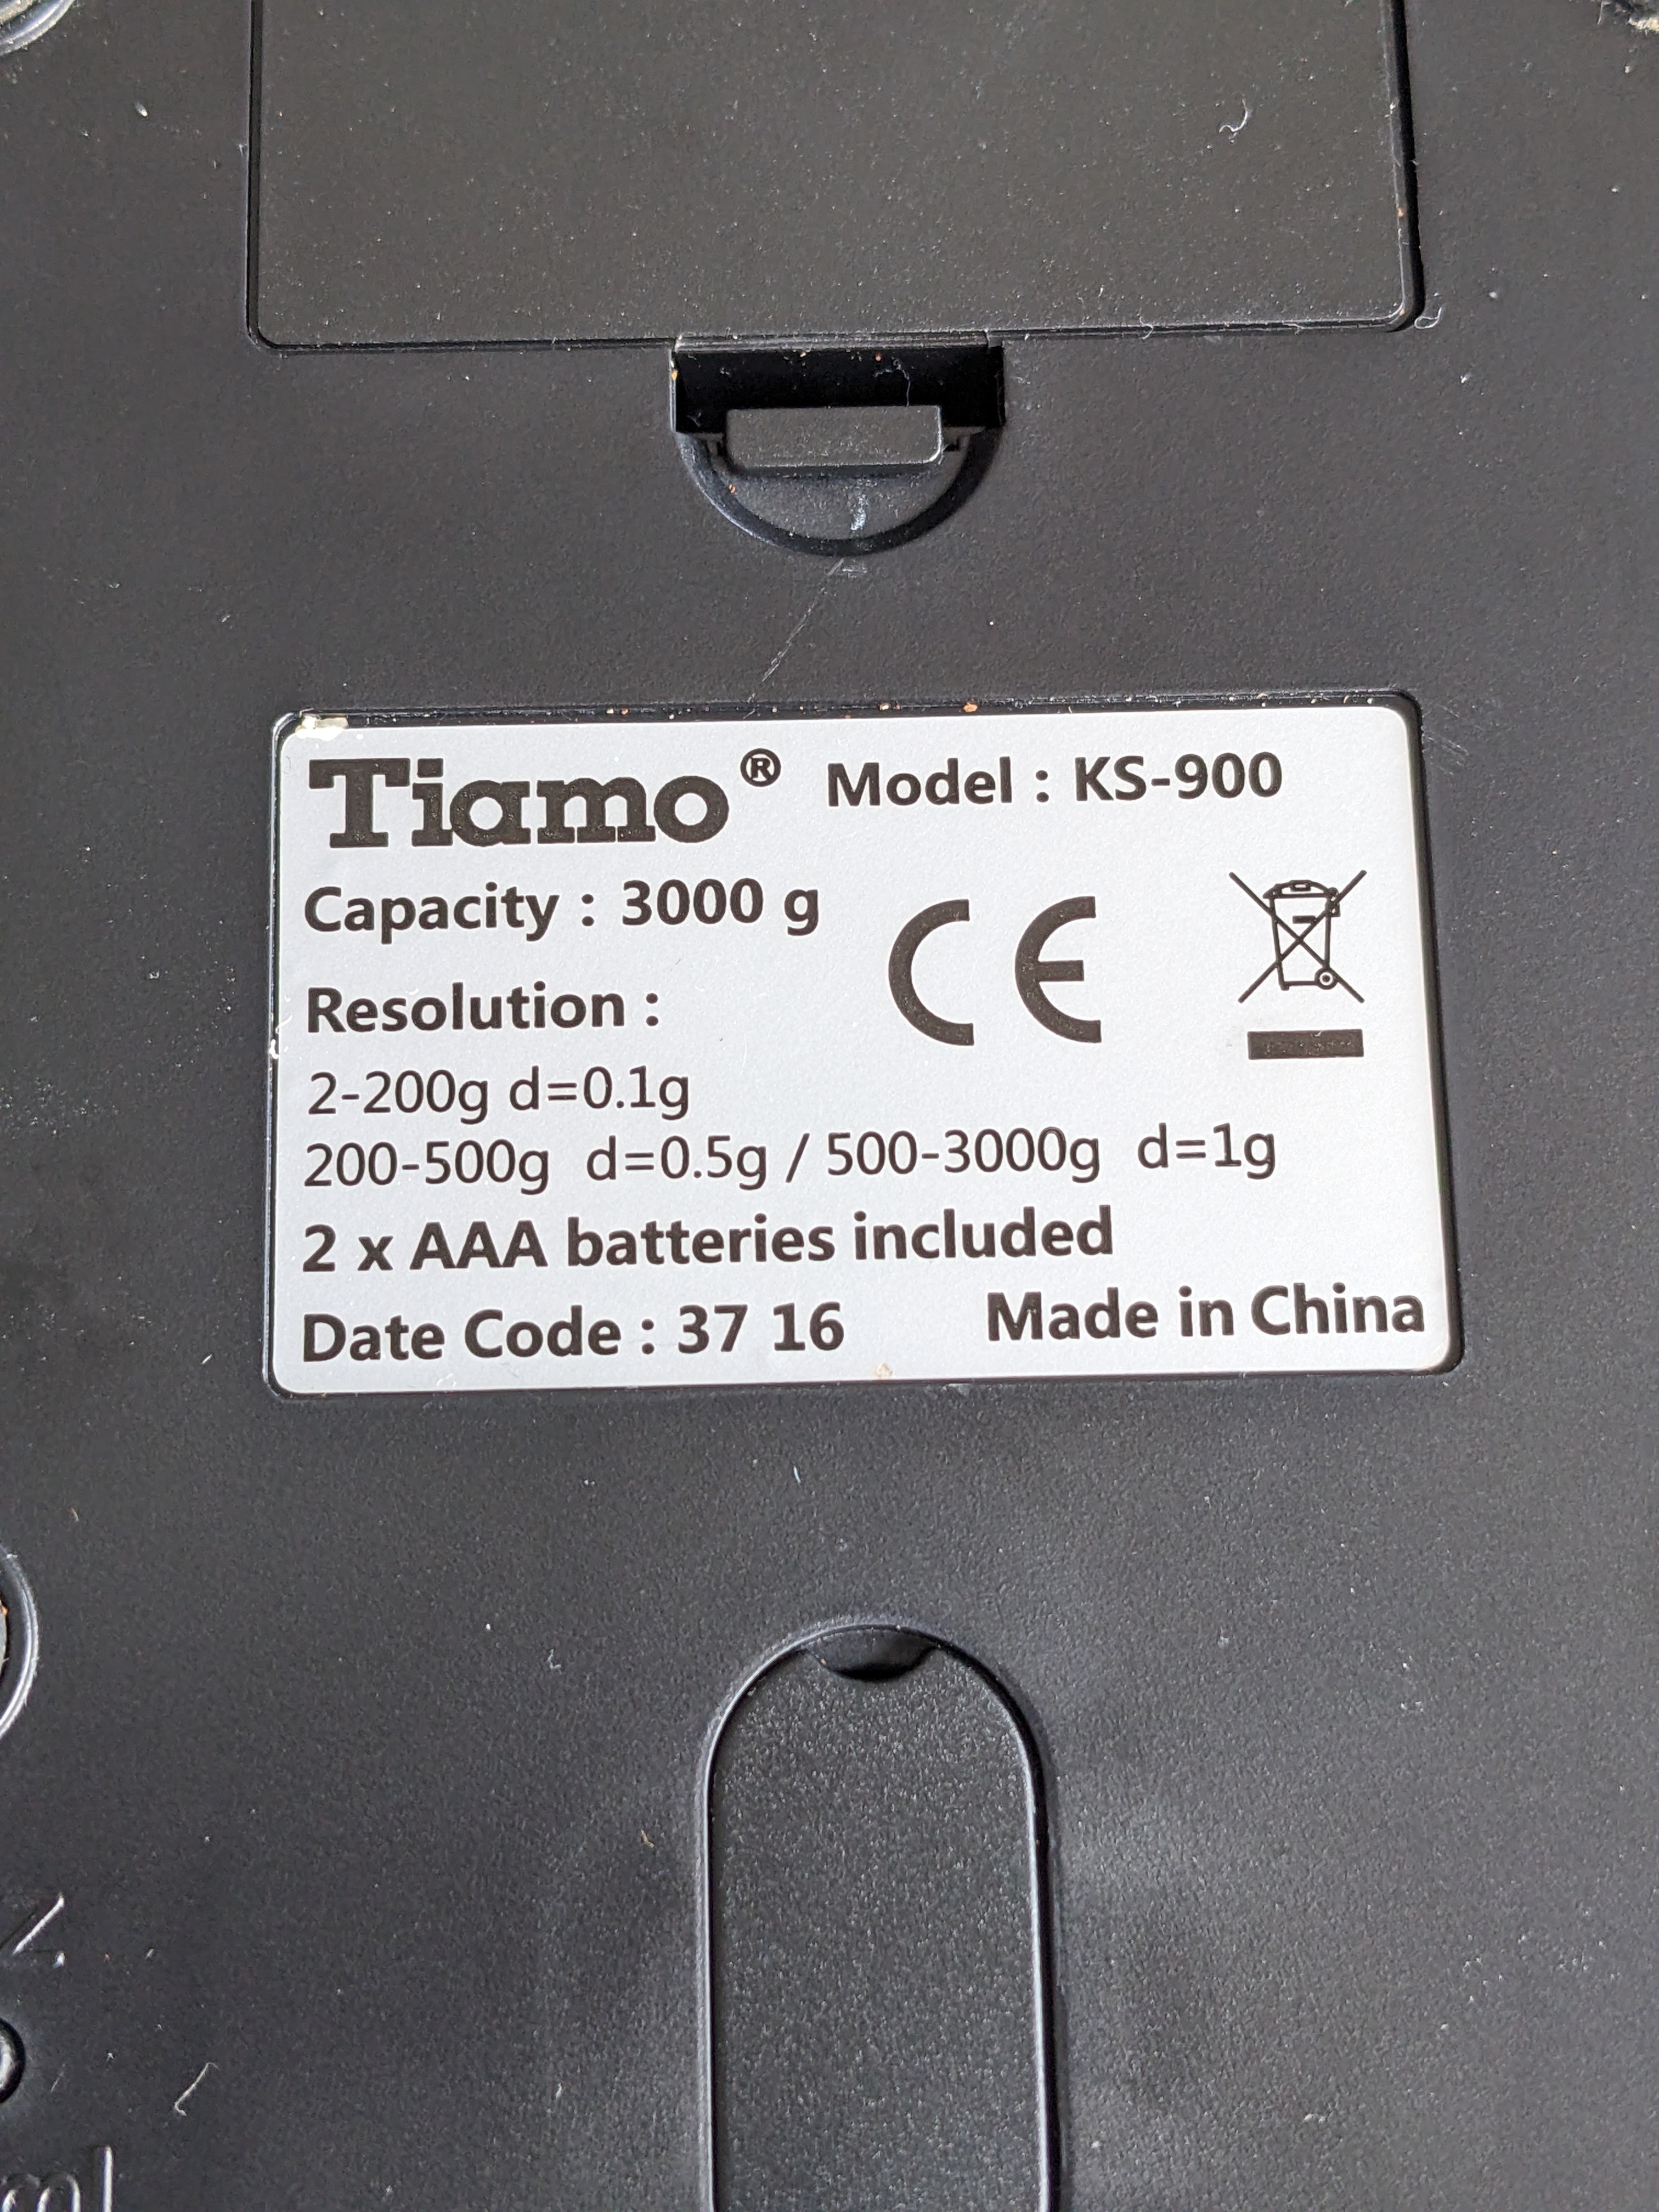 Tiamo® Model : KS-900
Capacity : 3000 g
CE
Resolution :
2-200g d=0.1g
200-500g d=0.5g / 500-3000g d=1g
2 x AAA batteries included
Date Code : 37 16 Made in China